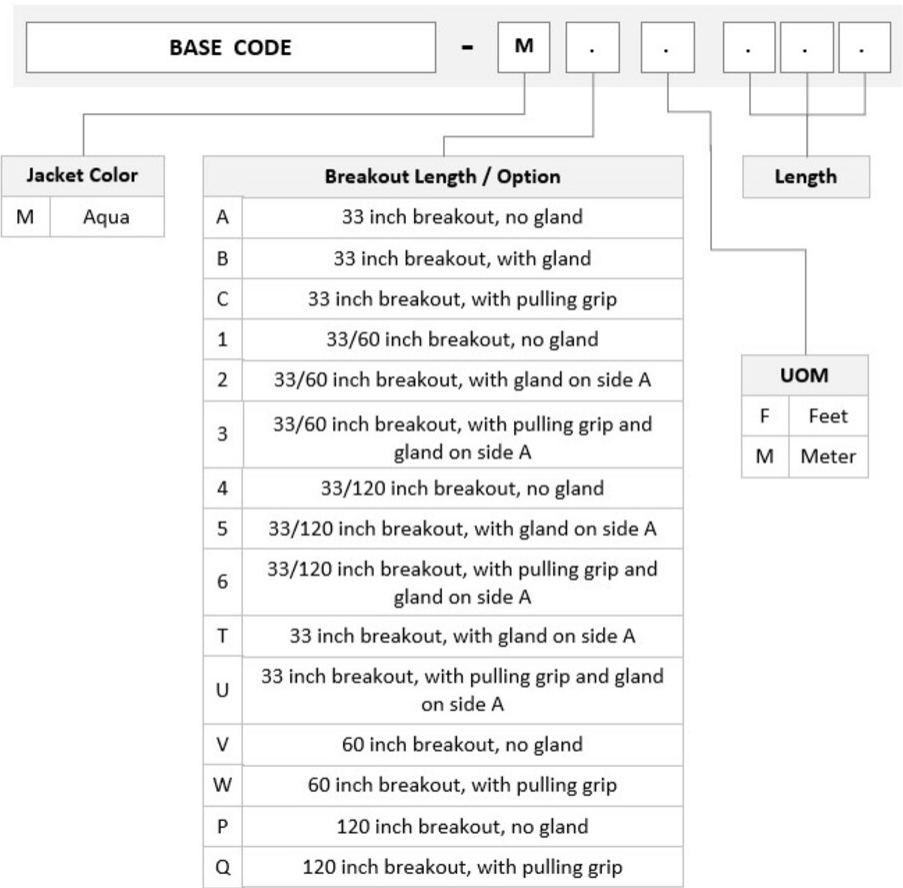 BASE CODE - M . . . . .
Jacket Color
M Aqua
Breakout Length / Option
A 33 inch breakout, no gland
B 33 inch breakout, with gland
C 33 inch breakout, with pulling grip
1 33/60 inch breakout, no gland
2 33/60 inch breakout, with gland on side A
3 33/60 inch breakout, with pulling grip and
gland on side A
4 33/120 inch breakout, no gland
5 33/120 inch breakout, with gland on side A
6 33/120 inch breakout, with pulling grip and
gland on side A
T 33 inch breakout, with gland on side A
U 33 inch breakout, with pulling grip and gland
on side A
V 60 inch breakout, no gland
W 60 inch breakout, with pulling grip
P 120 inch breakout, no gland
Q 120 inch breakout, with pulling grip
Length
UOM
F Feet
M Meter